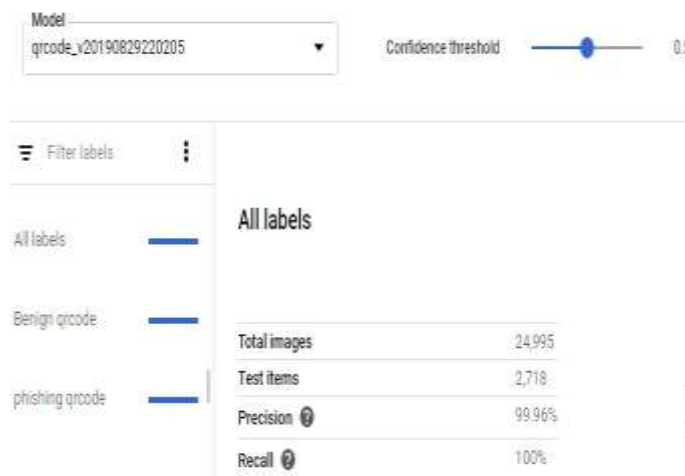 Model
qrcode_v20190829220205
Confidence threshold
Filter labels
All labels
Benign qrcode
phishing qrcode
All labels
Total images 24,995
Test items 2,718
Precision 99.96%
Recall 100%